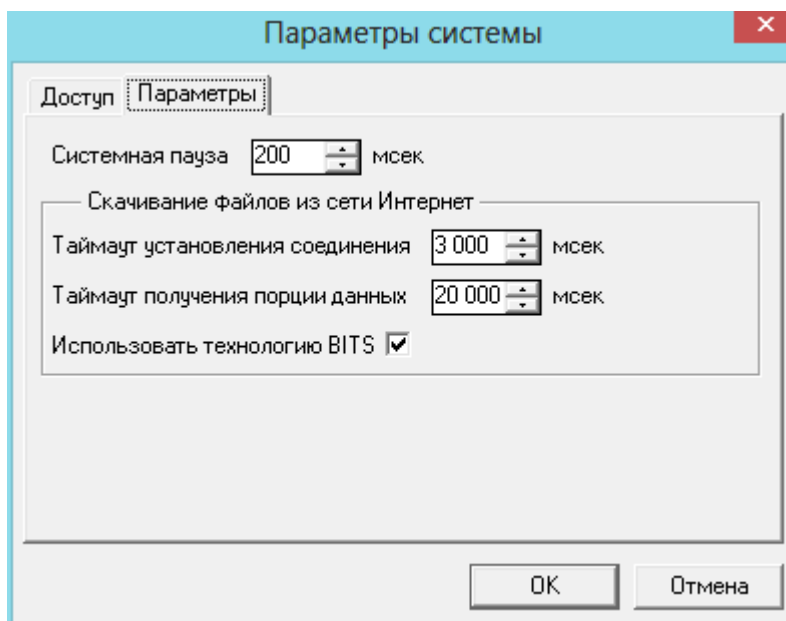 Параметры системы
Доступ Параметры
Системная пауза 200 мсек
Скачивание файлов из сети Интернет
Таймаут установления соединения 3 000 мсек
Таймаут получения порции данных 20 000 мсек
Использовать технологию BITS
OK Отмена